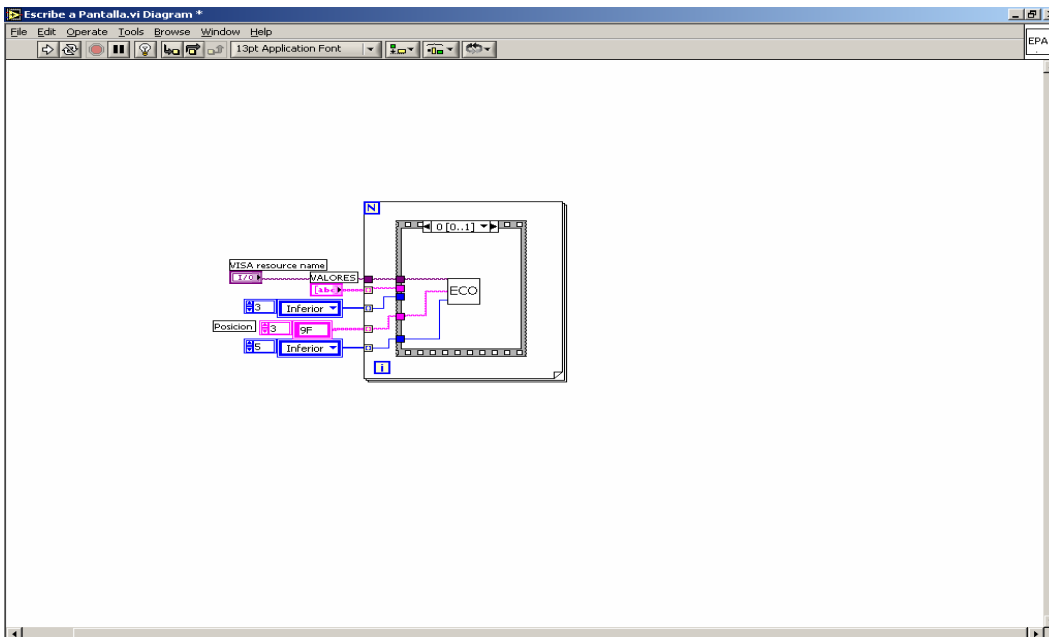 Escribe a Pantalla.vi Diagram *
File Edit Operate Tools Browse Window Help
13pt Application Font
EPA
N
0 [0..1]
VISA resource name
I/O
VALORES
[abc
ECO
3 Inferior
Posicion 3 9F
5 Inferior
i